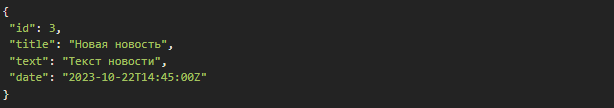 {
"id": 3,
"title": "Новая новость",
"text": "Текст новости",
"date": "2023-10-22T14:45:00Z"
}